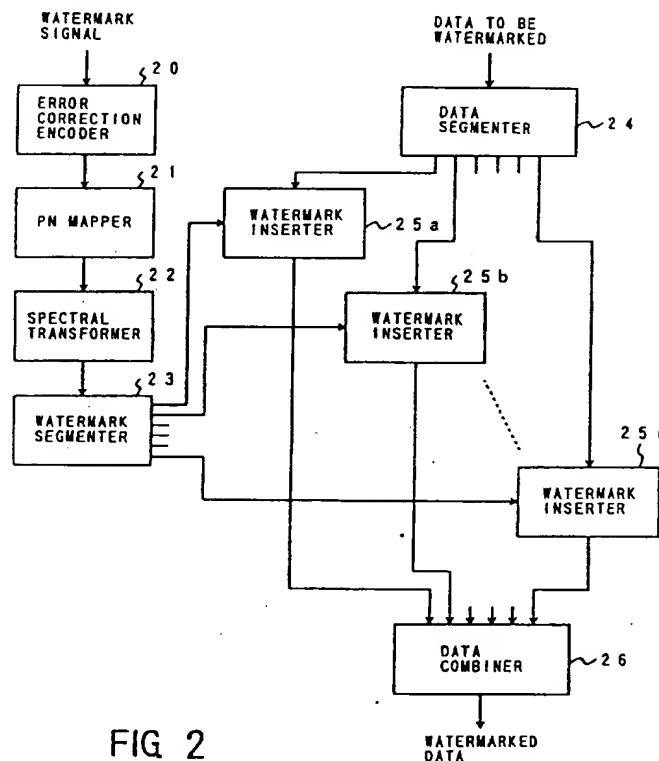 WATERMARK
SIGNAL
20
ERROR
CORRECTION
ENCODER
21
PN MAPPER
22
SPECTRAL
TRANSFORMER
23
WATERMARK
SEGMENTER
DATA TO BE
WATERMARKED
DATA
SEGMENTER
24
WATERMARK
INSERTER
25a
25b
WATERMARK
INSERTER
WATERMARK
INSERTER
DATA
COMBINER
26
WATERMARKED
DATA
FIG 2